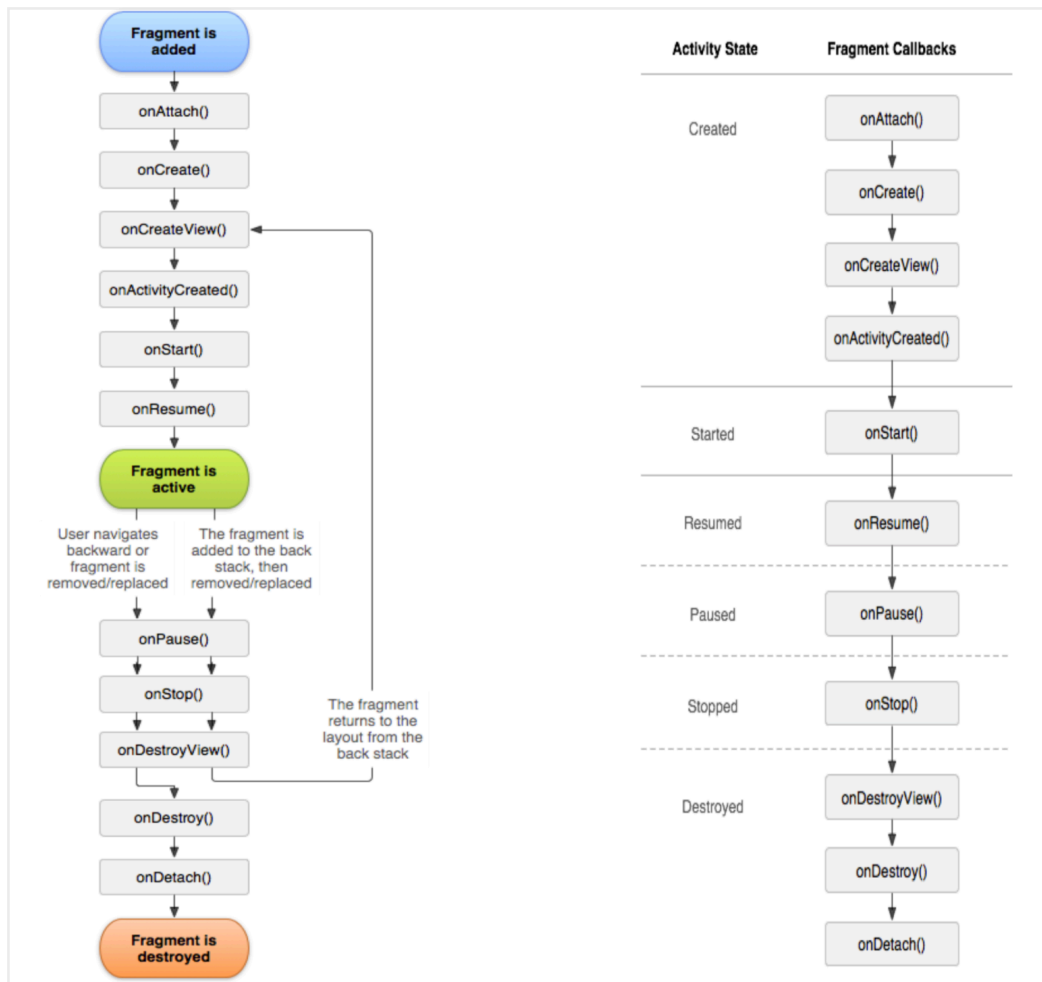 Fragment is
added
onAttach()
onCreate()
onCreateView()
onActivityCreated()
onStart()
onResume()
Fragment is
active
User navigates
backward or
fragment is
removed/replaced
The fragment is
added to the back
stack, then
removed/replaced
onPause()
onStop()
onDestroyView()
The fragment
returns to the
layout from the
back stack
onDestroy()
onDetach()
Fragment is
destroyed
Activity State
Fragment Callbacks
Created
onAttach()
onCreate()
onCreateView()
onActivityCreated()
Started
onStart()
Resumed
onResume()
Paused
onPause()
Stopped
onStop()
Destroyed
onDestroyView()
onDestroy()
onDetach()